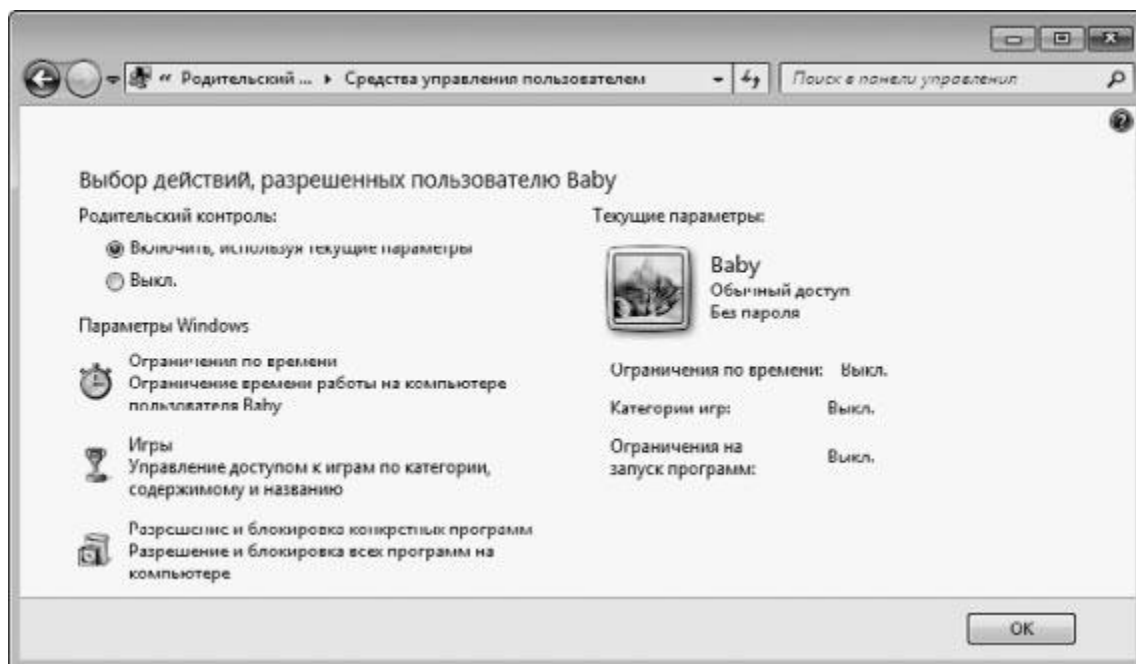 « Родительский ... ▸ Средства управления пользователем
Поиск в панели управления
Выбор действий, разрешенных пользователю Baby
Родительский контроль:
Включить, используя текущие параметры
Выкл.
Параметры Windows
Ограничения по времени
Ограничение времени работы на компьютере
пользователя Baby
Игры
Управление доступом к играм по категории,
содержимому и названию
Разрешение и блокировка конкретных программ
Разрешение и блокировка всех программ на
компьютере
Текущие параметры:
Baby
Обычный доступ
Без пароля
Ограничения по времени: Выкл.
Категории игр: Выкл.
Ограничения на
запуск программ: Выкл.
OK